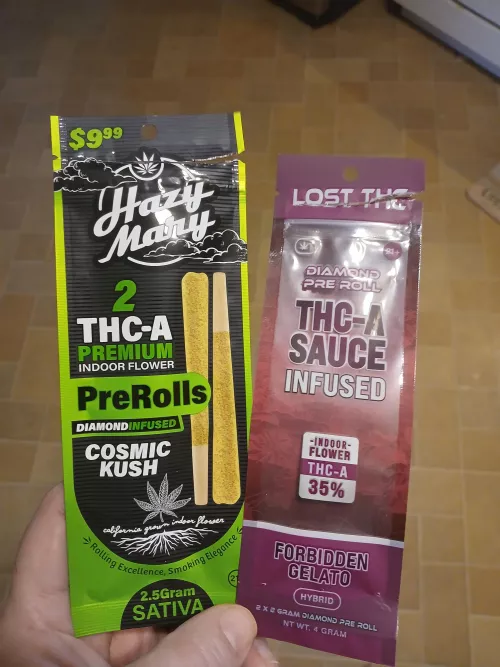 $9.99
Hazy
Mary
2
THC-A
PREMIUM
INDOOR FLOWER
PreRolls
DIAMOND INFUSED
COSMIC
KUSH
california grown indoor flower
Rolling Excellence, Smoking Elegance
21
2.5Gram
SATIVA
LOST THC
21+
DIAMOND
PRE ROLL
THC-A
SAUCE
INFUSED
-INDOOR-
FLOWER
THC-A
35%
FORBIDDEN
GELATO
HYBRID
2 X 2 GRAM DIAMOND PRE ROLL
NT WT. 4 GRAM